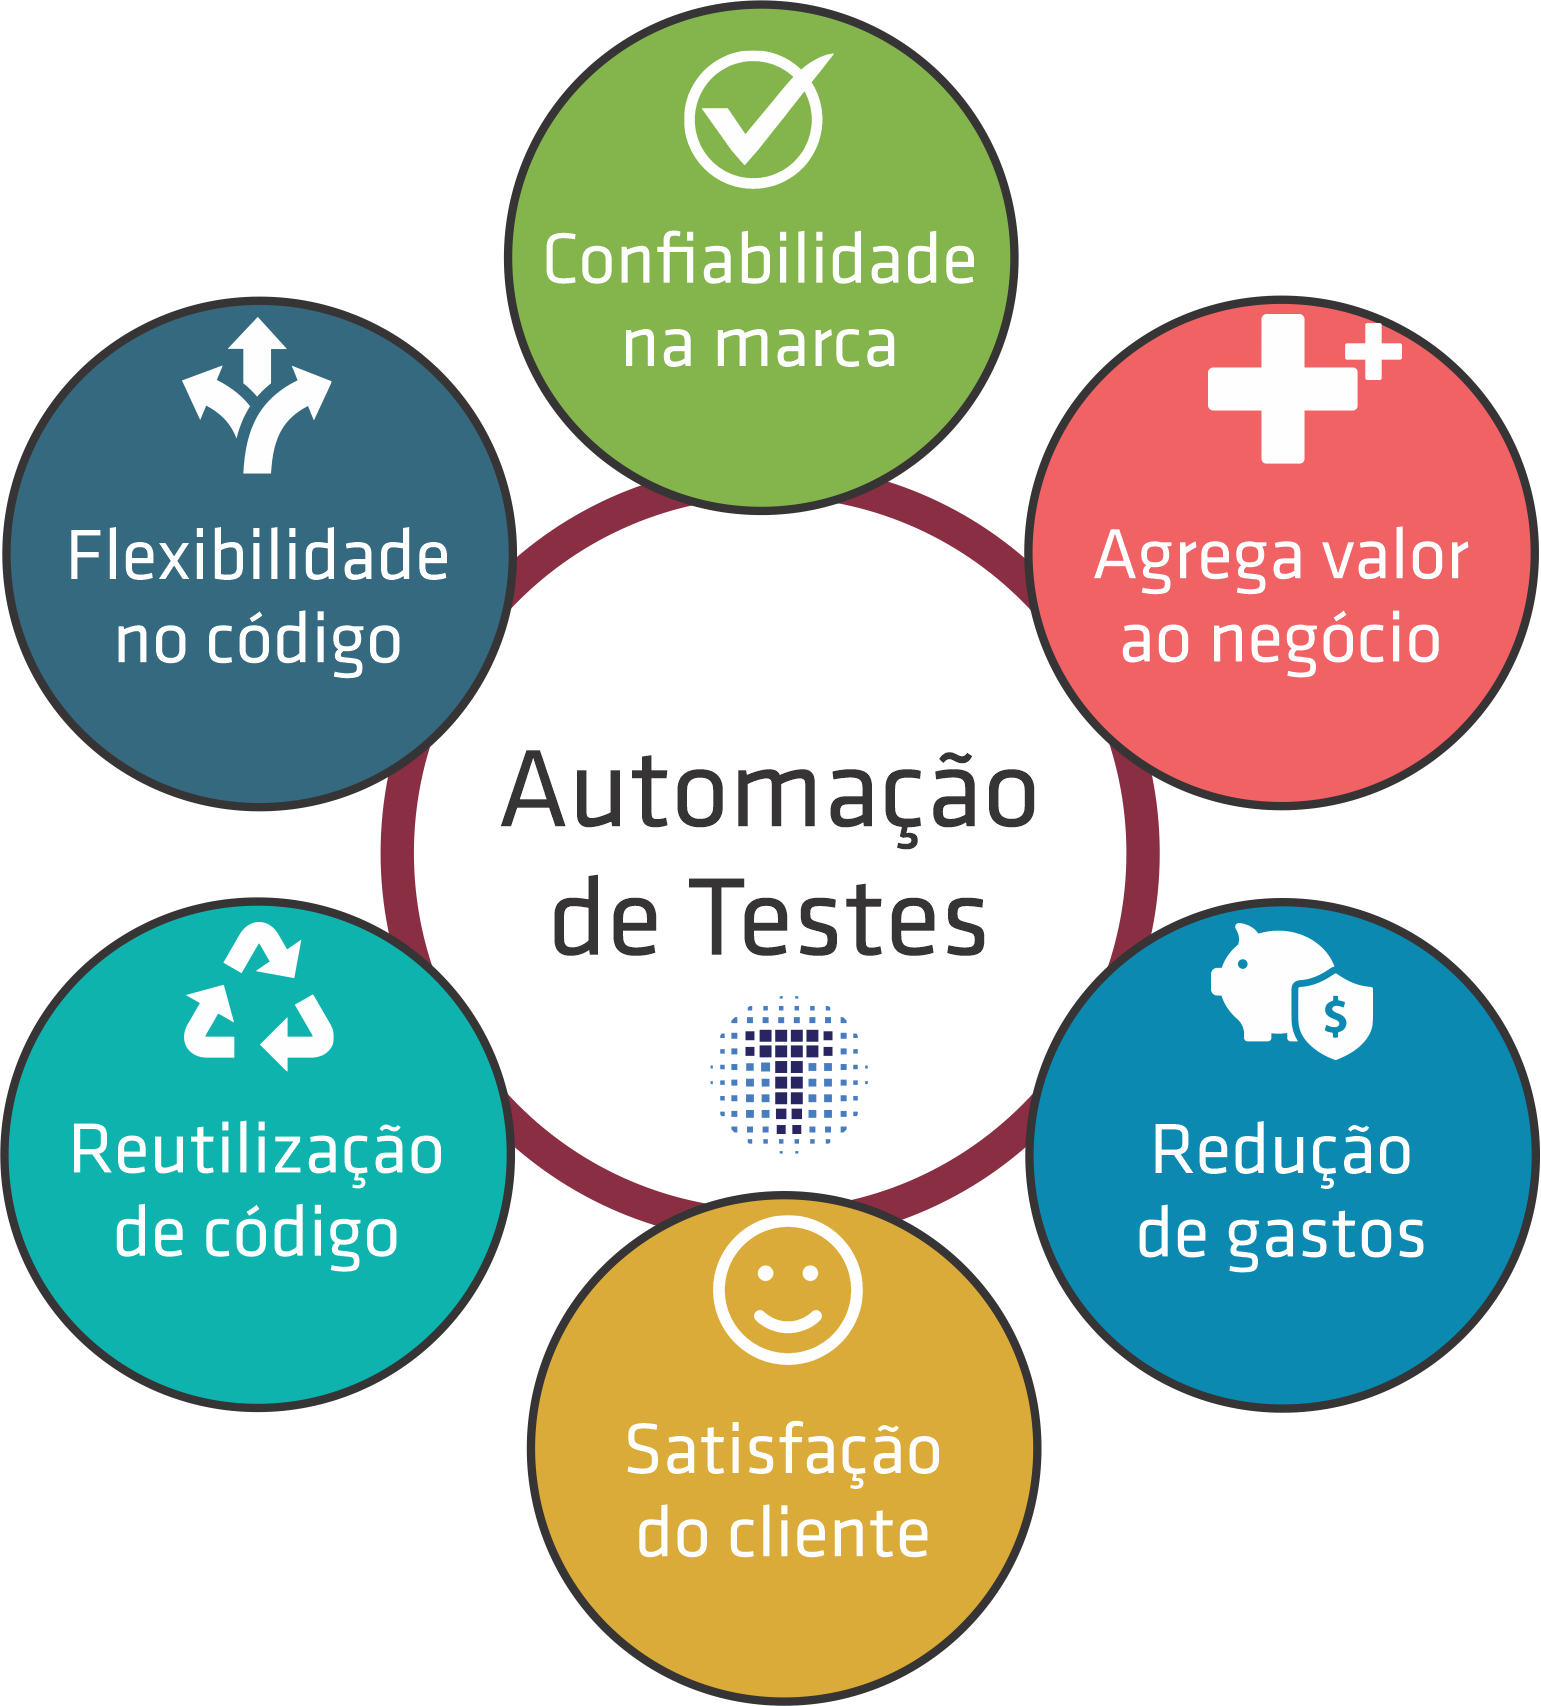 Confiabilidade
na marca
Agrega valor
ao negócio
Redução
de gastos
$
Satisfação
do cliente
Reutilização
de código
Flexibilidade
no código
Automação
de Testes
T